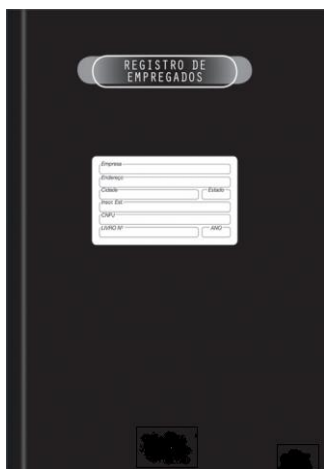 REGISTRO DE
EMPREGADOS
Empresa
Endereço
Cidade Estado
Inscr. Est.
CNPJ
LIVRO Nº ANO